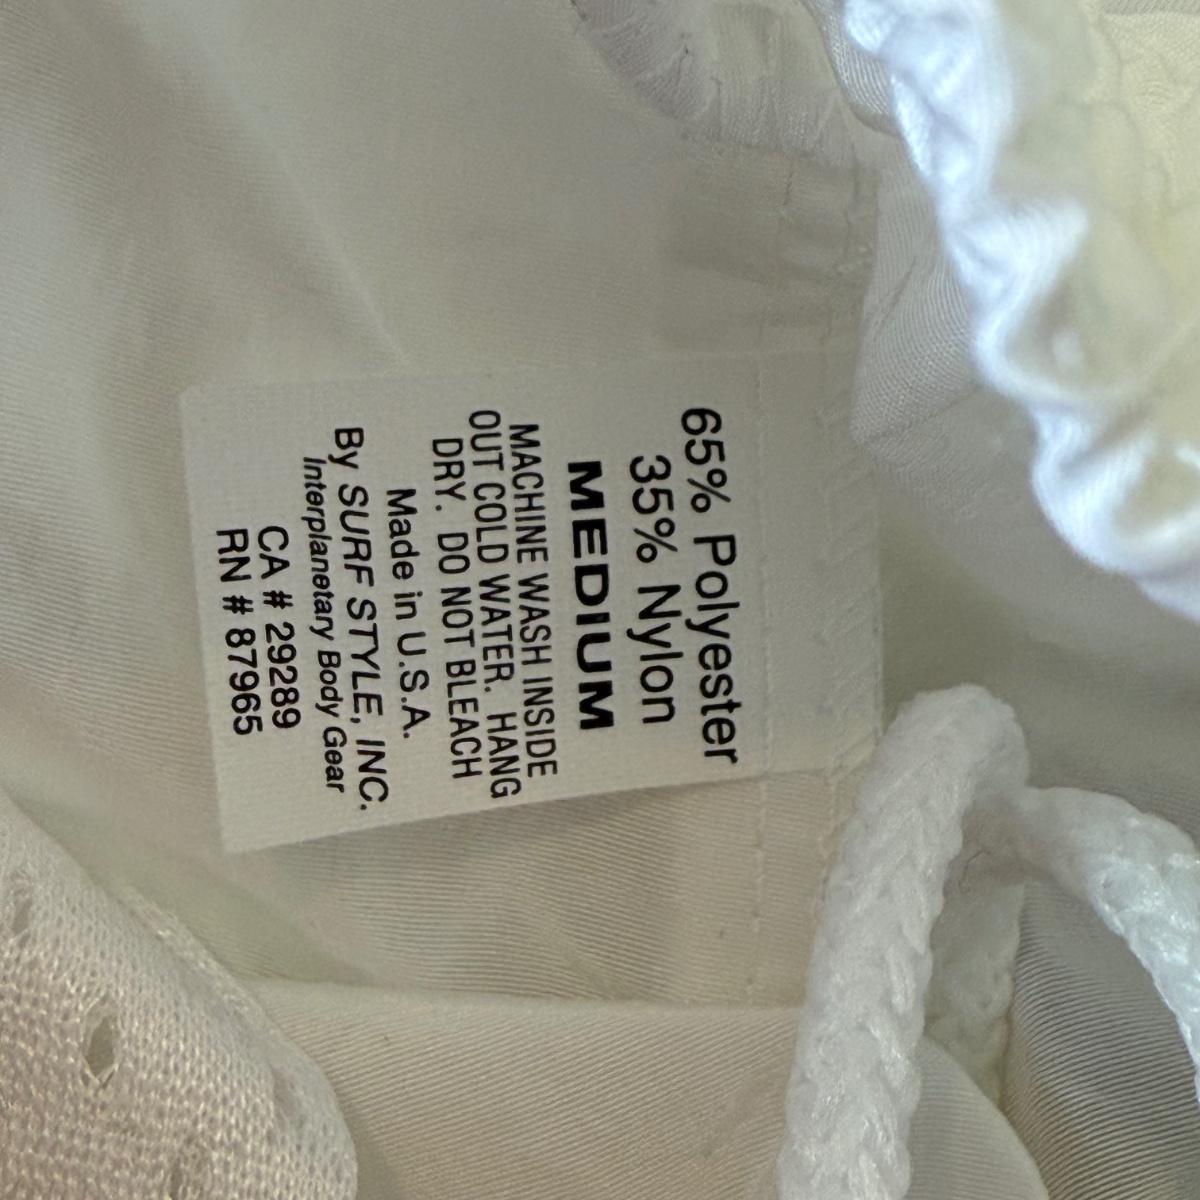 65% Polyester
35% Nylon
MEDIUM
MACHINE WASH INSIDE
OUT COLD WATER. HANG
DRY. DO NOT BLEACH
Made in U.S.A.
By SURF STYLE, INC.
Interplanetary Body Gear
CA # 29289
RN # 87965